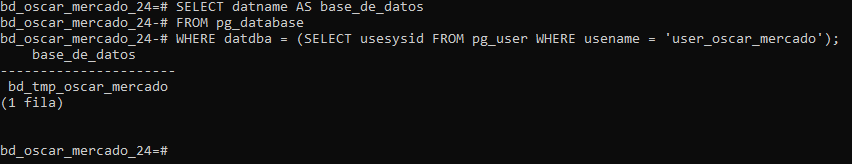 bd_oscar_mercado_24=# SELECT datname AS base_de_datos
bd_oscar_mercado_24-# FROM pg_database
bd_oscar_mercado_24-# WHERE datdba = (SELECT usesysid FROM pg_user WHERE usename = 'user_oscar_mercado');
base_de_datos
----------------------
bd_tmp_oscar_mercado
(1 fila)
bd_oscar_mercado_24=#